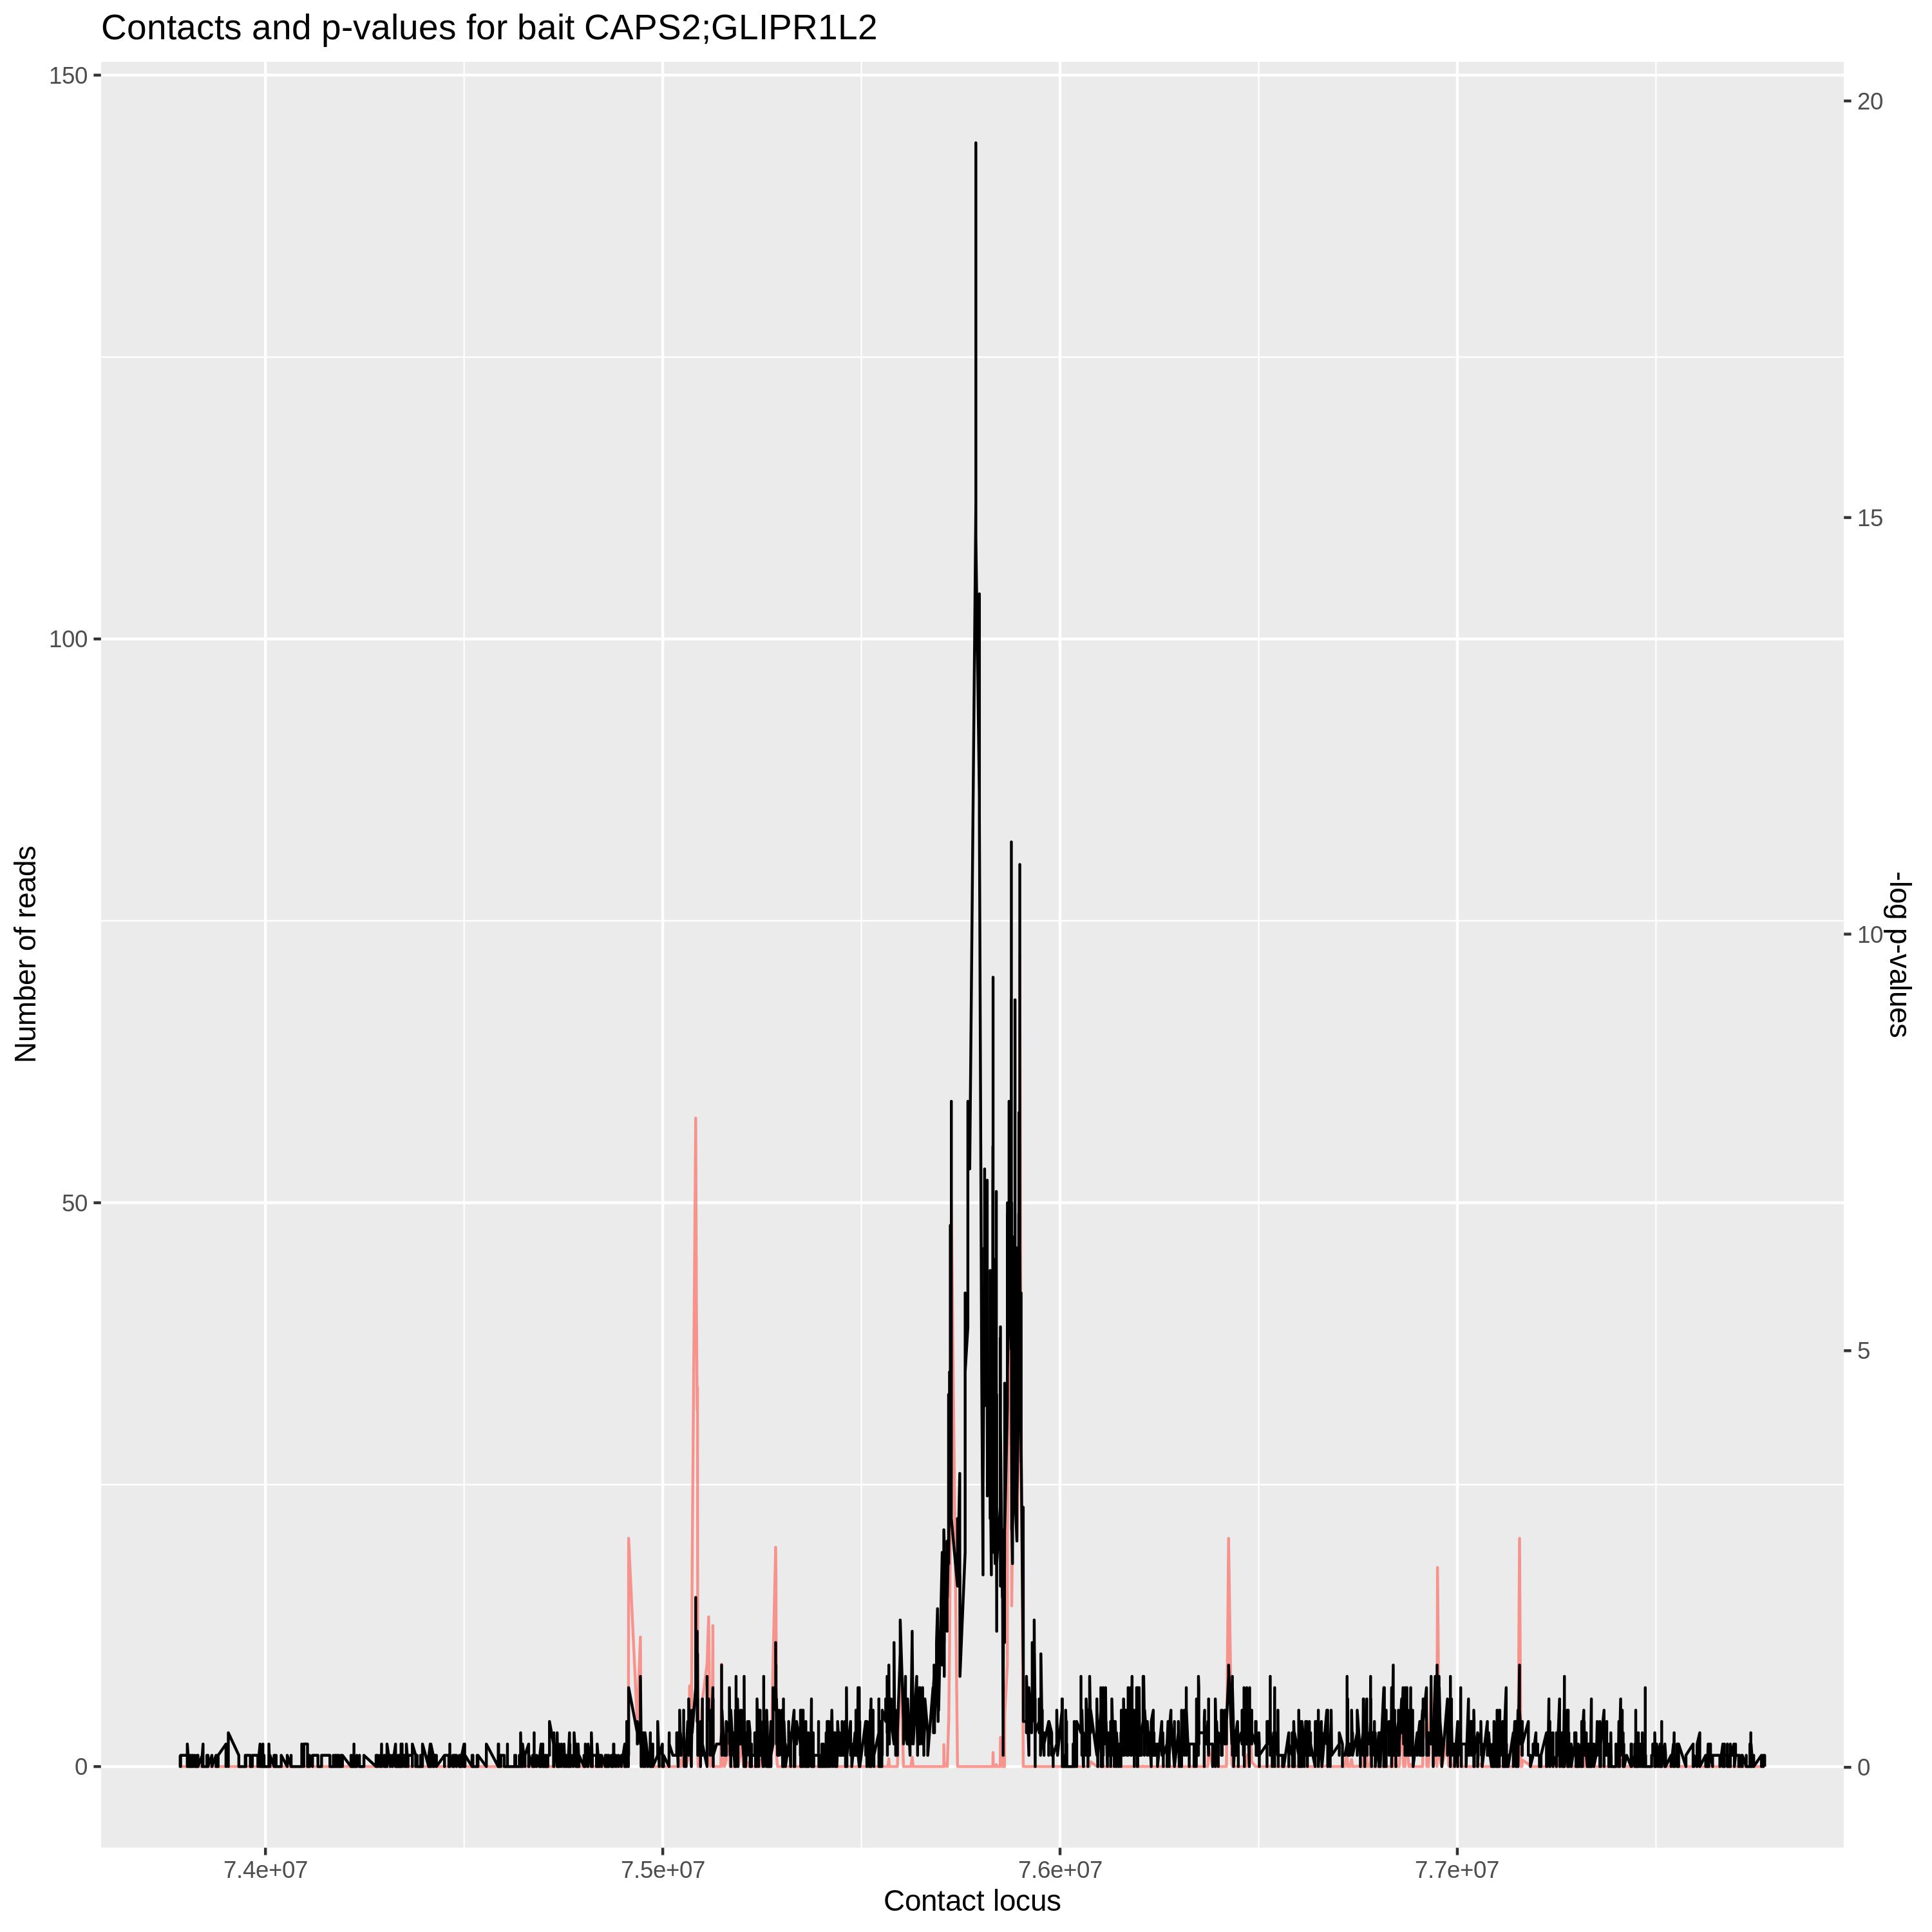 Contacts and p-values for bait CAPS2;GLIPR1L2
150
100
50
0
Number of reads
20
15
10
5
0
-log p-values
7.4e+07
7.5e+07
7.6e+07
7.7e+07
Contact locus